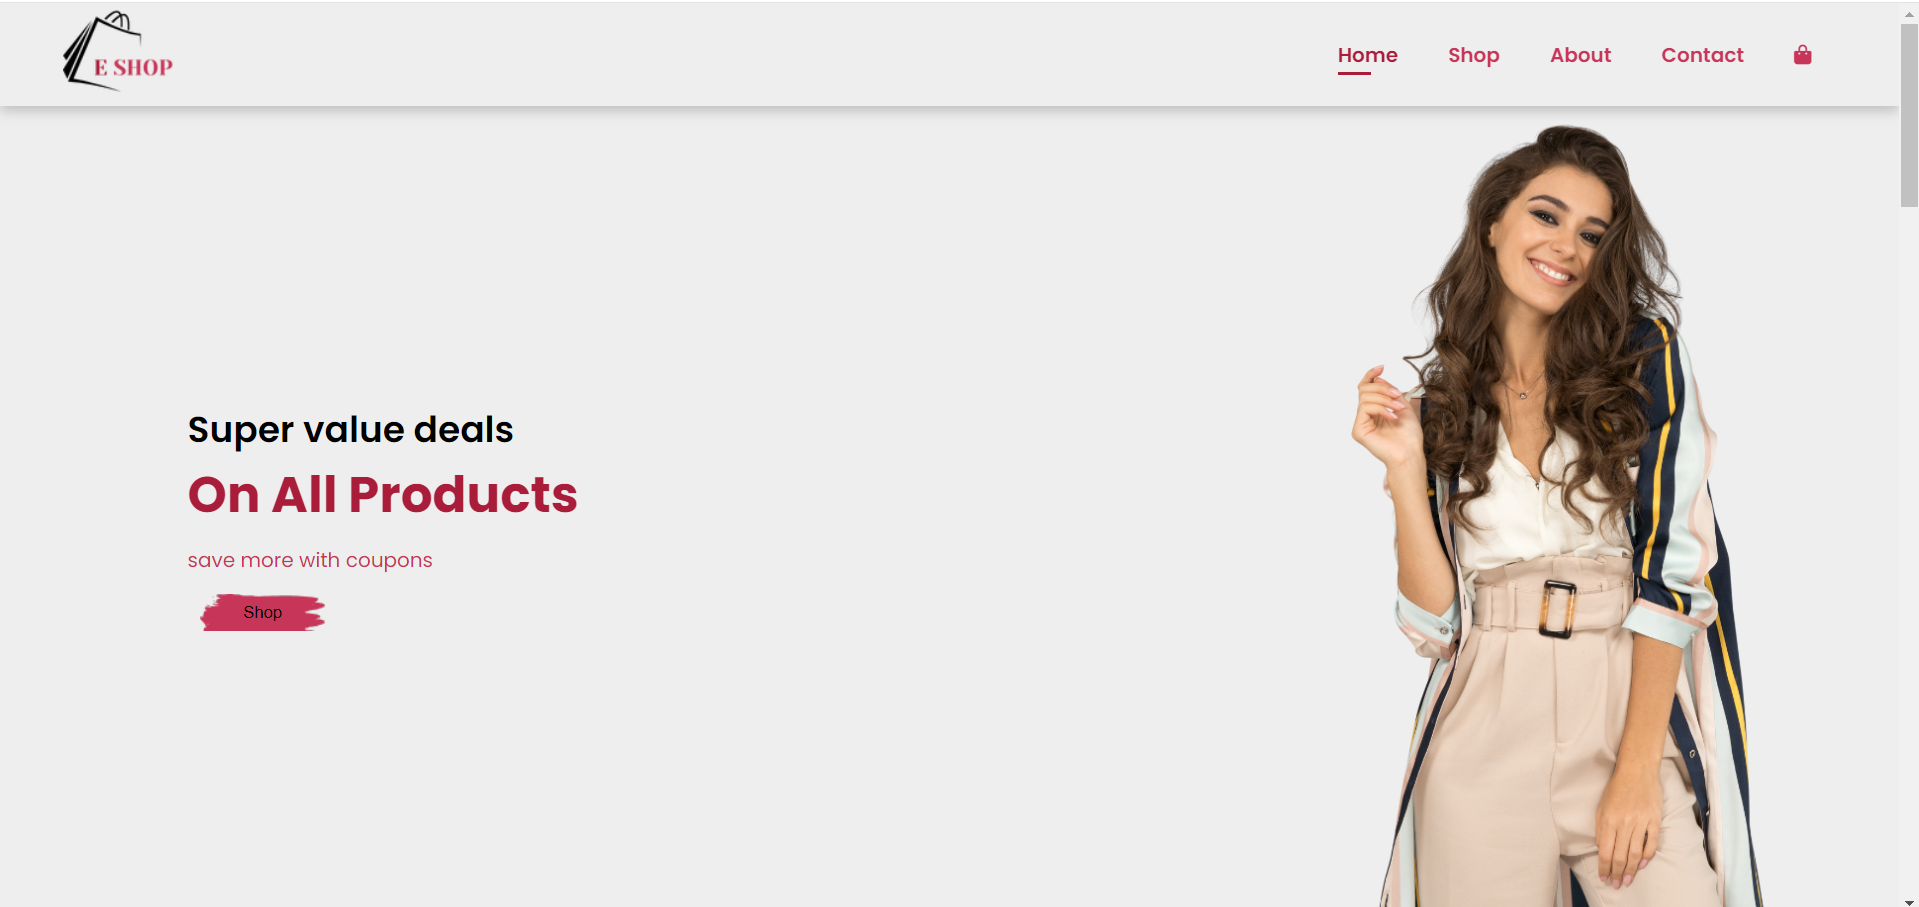 E SHOP
Home
Shop
About
Contact
Super value deals
On All Products
save more with coupons
Shop